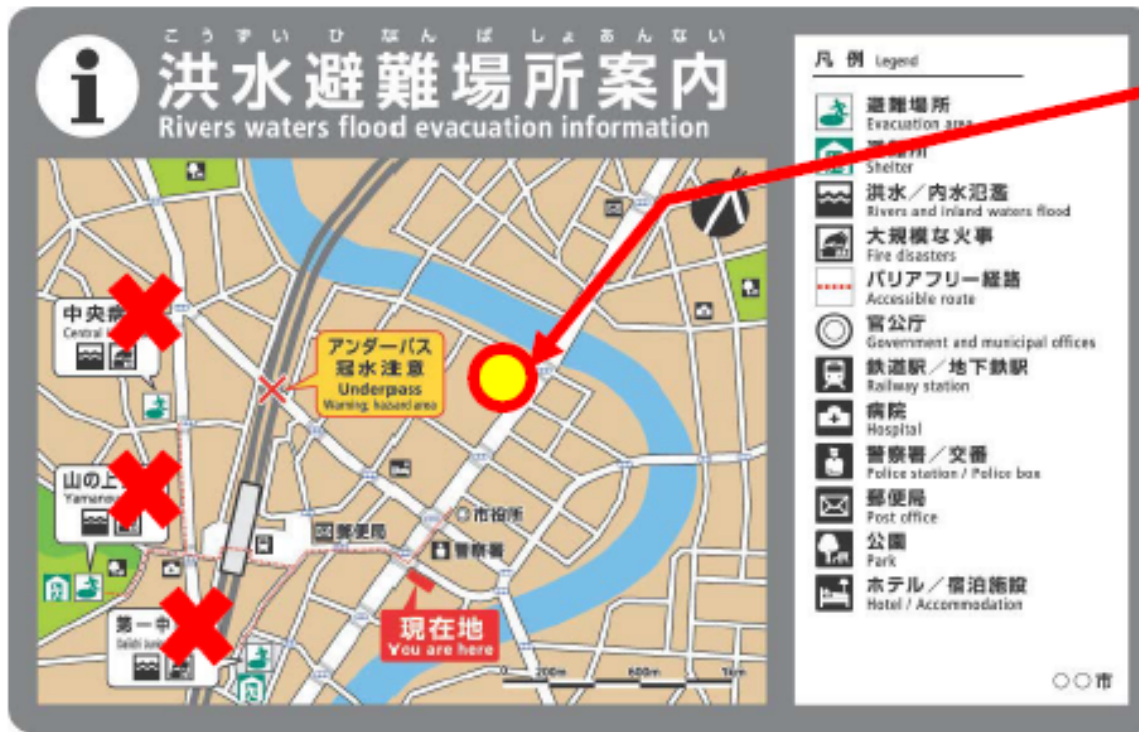 こうずいひなんばしょあんない
洪水避難場所案内
Rivers waters flood evacuation information
中央病
Central
アンダーパス
冠水注意
Underpass
Warning; hazard area
山の上
Yamanou
市役所
郵便局
警察署
第一中
現在地
You are here
0 200m 600m 1km
凡例 Legend
避難場所
Evacuation area
Shelter
洪水/内水氾濫
Rivers and inland waters flood
大規模な火事
Fire disasters
バリアフリー経路
Accessible route
官公庁
Government and municipal offices
鉄道駅/地下鉄駅
Railway station
病院
Hospital
警察署/交番
Police station / Police box
郵便局
Post office
公園
Park
ホテル/宿泊施設
Hotel / Accommodation
○○市